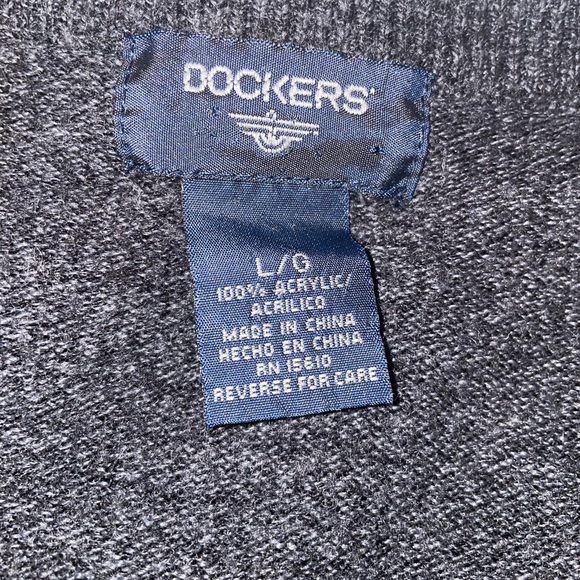 DOCKERS®
L/G
100% ACRYLIC/
ACRILICO
MADE IN CHINA
HECHO EN CHINA
RN 15610
REVERSE FOR CARE